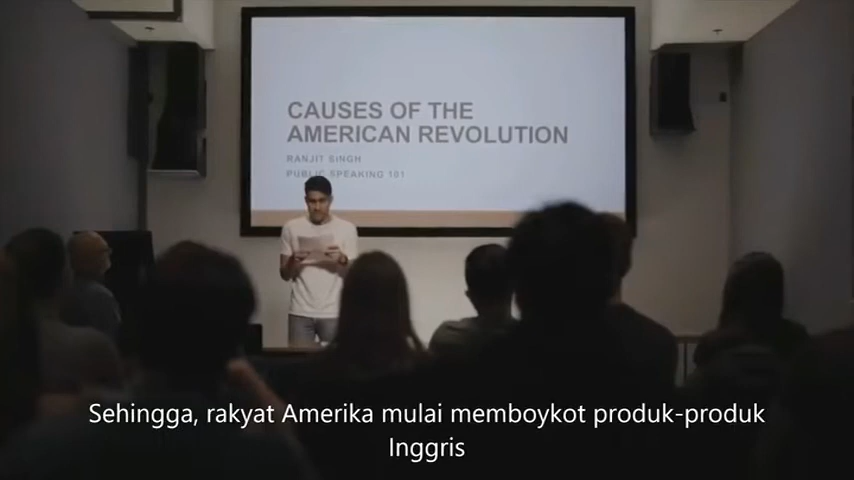 CAUSES OF THE
AMERICAN REVOLUTION
RANJIT SINGH
PUBLIC SPEAKING 101
Sehingga, rakyat Amerika mulai memboykot produk-produk
Inggris